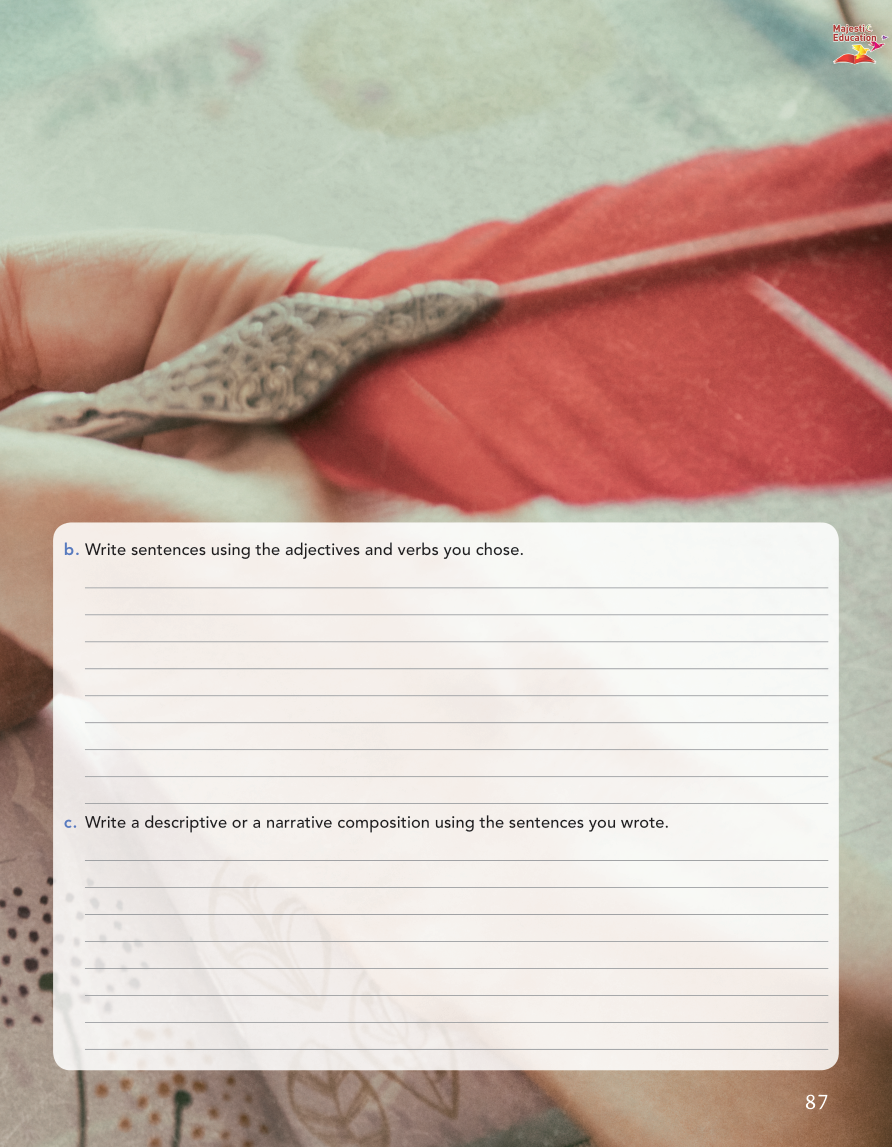 Majestic
Education
b. Write sentences using the adjectives and verbs you chose.
c. Write a descriptive or a narrative composition using the sentences you wrote.
87